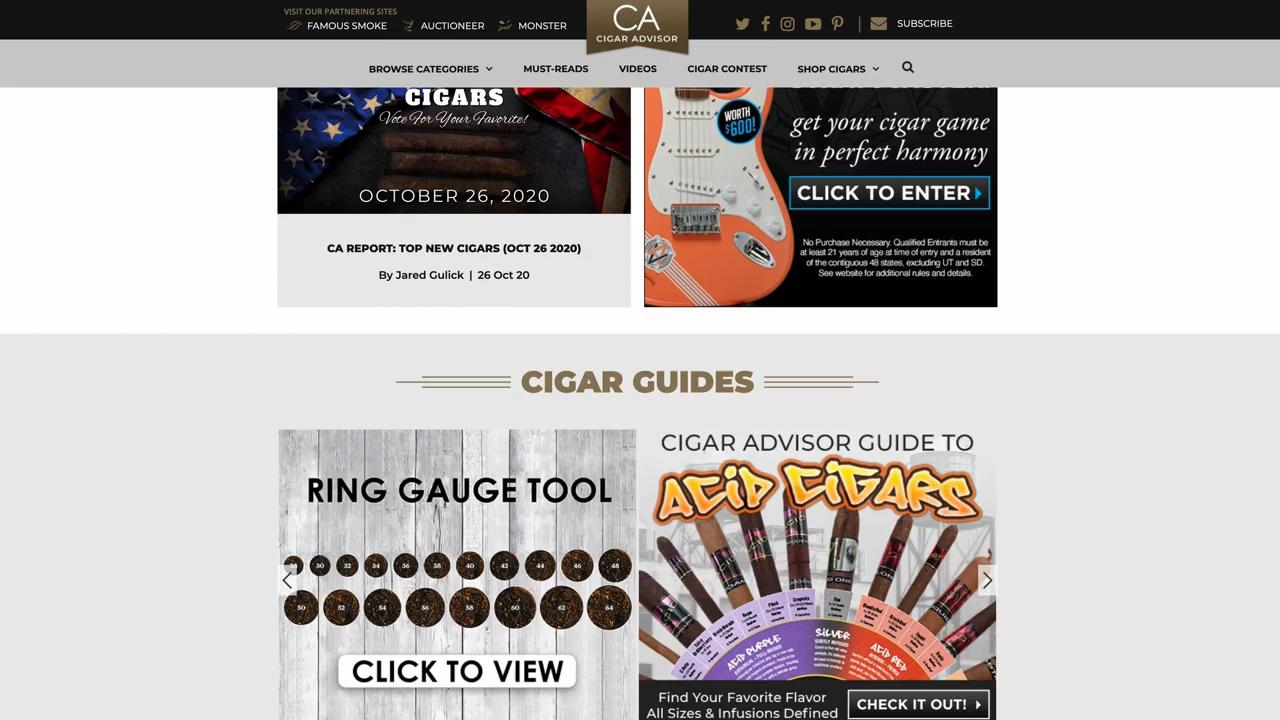 VISIT OUR PARTNERING SITES
FAMOUS SMOKE
AUCTIONEER
MONSTER
CA
CIGAR ADVISOR
SUBSCRIBE
BROWSE CATEGORIES
MUST-READS
VIDEOS
CIGAR CONTEST
SHOP CIGARS
CIGARS
Vote For Your Favorite!
OCTOBER 26, 2020
CA REPORT: TOP NEW CIGARS (OCT 26 2020)
By Jared Gulick | 26 Oct 20
WORTH
$600!
get your cigar game
in perfect harmony
CLICK TO ENTER
No Purchase Necessary. Qualified Entrants must be
at least 21 years of age at time of entry and a resident
of the contiguous 48 states, excluding UT and SD.
See website for additional rules and details.
CIGAR GUIDES
RING GAUGE TOOL
28 30 32 34 36 38 40 42 44 46 48
50 52 54 56 58 60 62 64
CLICK TO VIEW
CIGAR ADVISOR GUIDE TO
ACID CIGARS
ACID PURPLE
SILVER
ACID RED
Find Your Favorite Flavor
All Sizes & Infusions Defined
CHECK IT OUT!